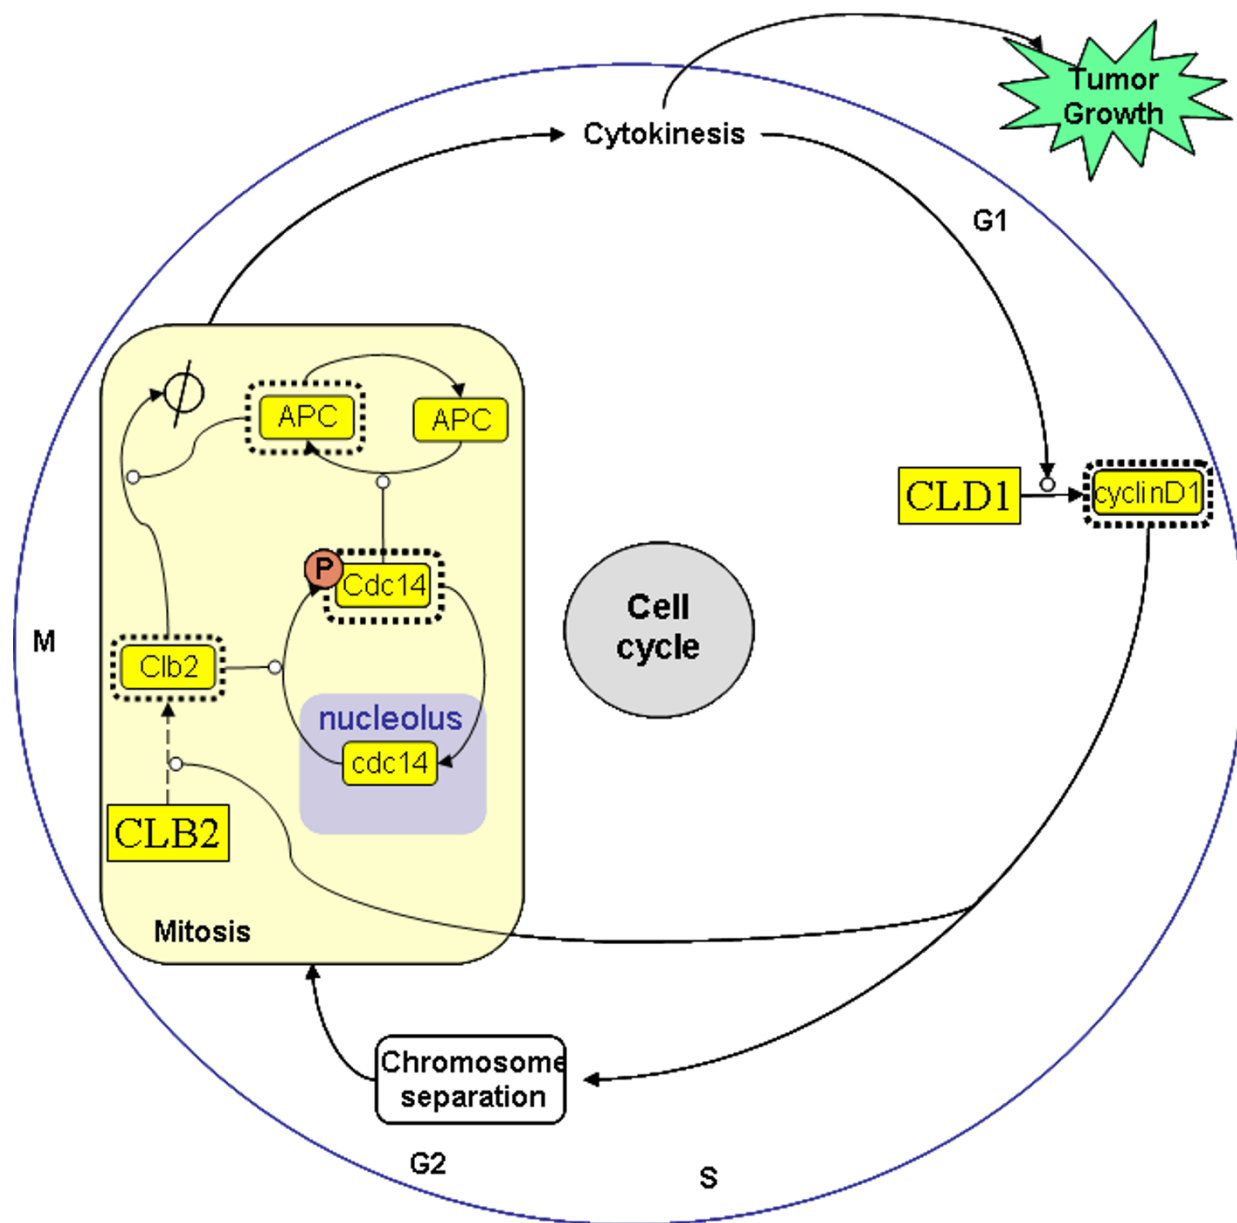 Tumor
Growth
Cytokinesis
G1
APC
APC
CLD1
cyclinD1
P
Cdc14
Cell
cycle
M
Clb2
nucleolus
cdc14
CLB2
Mitosis
Chromosome
separation
G2
S